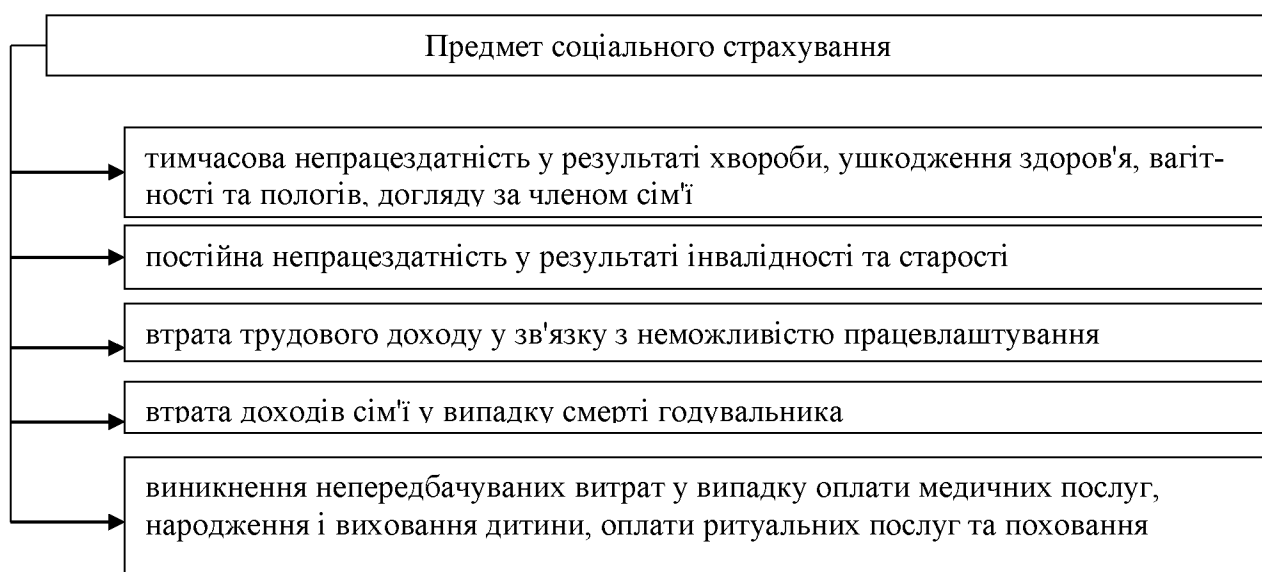 Предмет соціального страхування
тимчасова непрацездатність у результаті хвороби, ушкодження здоров'я, вагіт-
ності та пологів, догляду за членом сім'ї
постійна непрацездатність у результаті інвалідності та старості
втрата трудового доходу у зв'язку з неможливістю працевлаштування
втрата доходів сім'ї у випадку смерті годувальника
виникнення непередбачуваних витрат у випадку оплати медичних послуг,
народження і виховання дитини, оплати ритуальних послуг та поховання